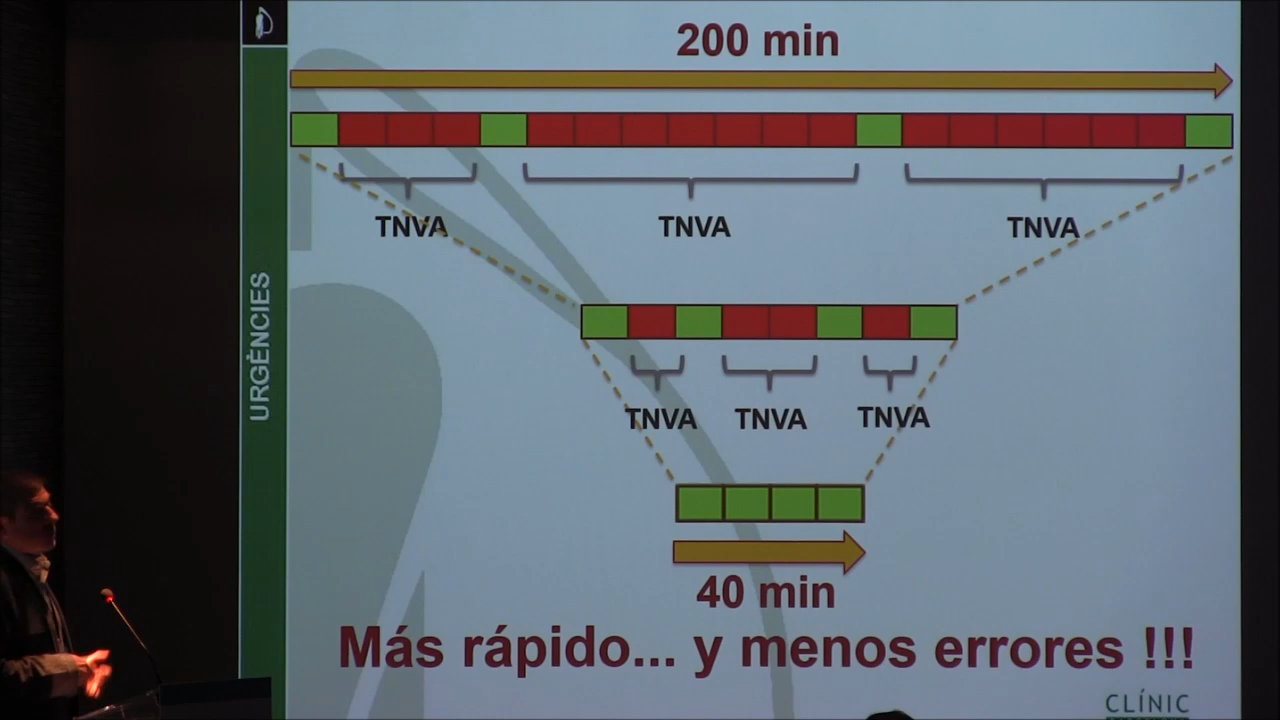 200 min
TNVA TNVA TNVA
URGÈNCIES
TNVA TNVA TNVA
40 min
Más rápido... y menos errores !!!
CLÍNIC